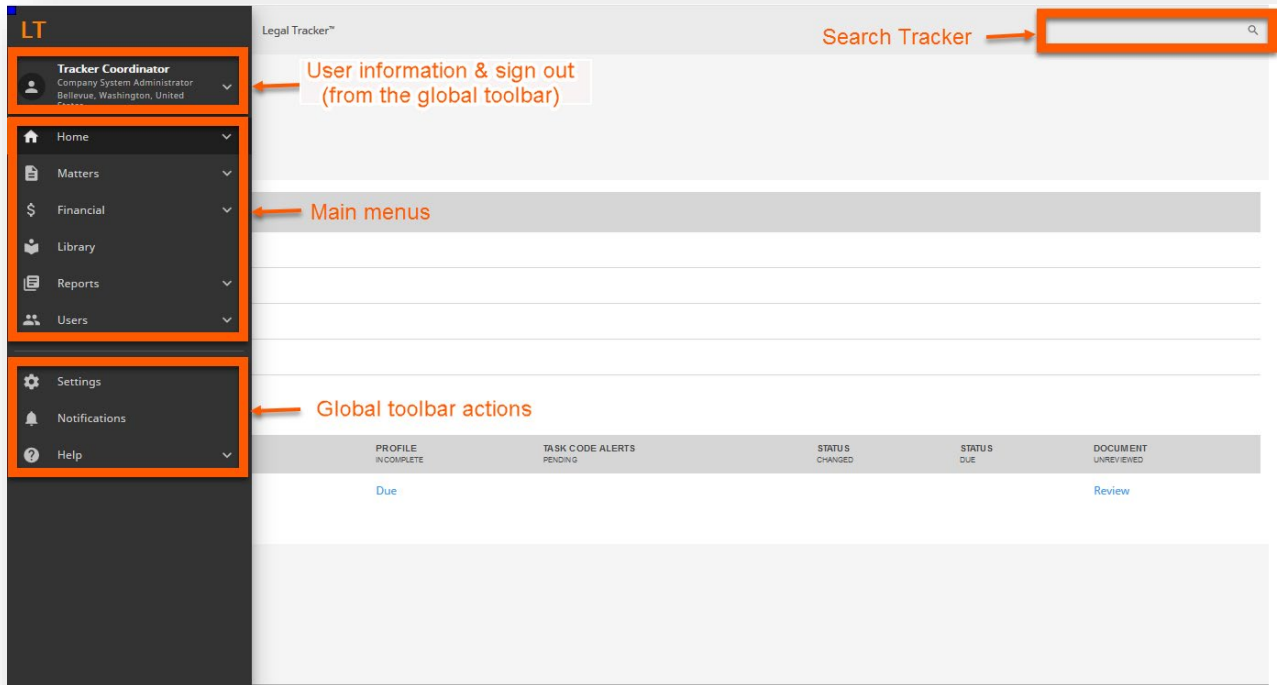 LT
Legal Tracker™
Search Tracker
Tracker Coordinator
Company System Administrator
Bellevue, Washington, United
States
User information & sign out
(from the global toolbar)
Home
Matters
Financial
Main menus
Library
Reports
Users
Settings
Notifications
Global toolbar actions
Help
PROFILE TASK CODE ALERTS STATUS STATUS DOCUMENT
INCOMPLETE PENDING CHANGED DUE UNREVIEWED
Due Review